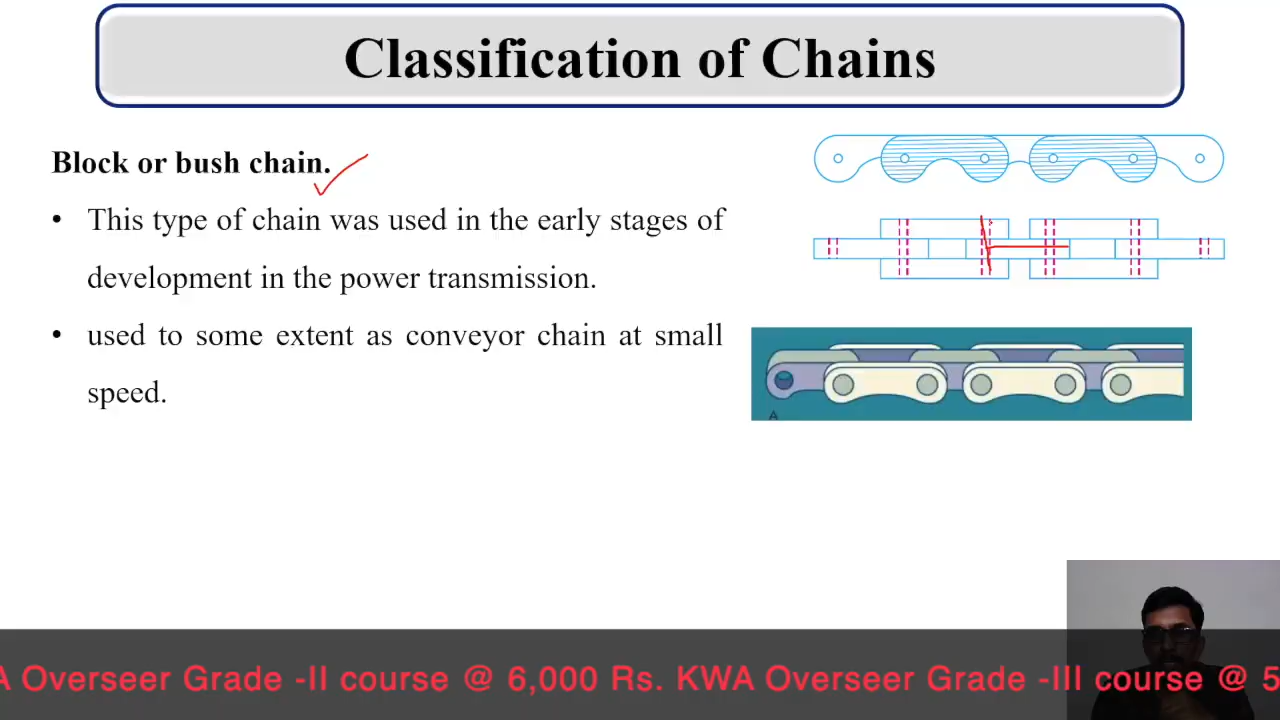 Classification of Chains
Block or bush chain.
• This type of chain was used in the early stages of
development in the power transmission.
• used to some extent as conveyor chain at small
speed.
A
A Overseer Grade -II course @ 6,000 Rs. KWA Overseer Grade -III course @ 5